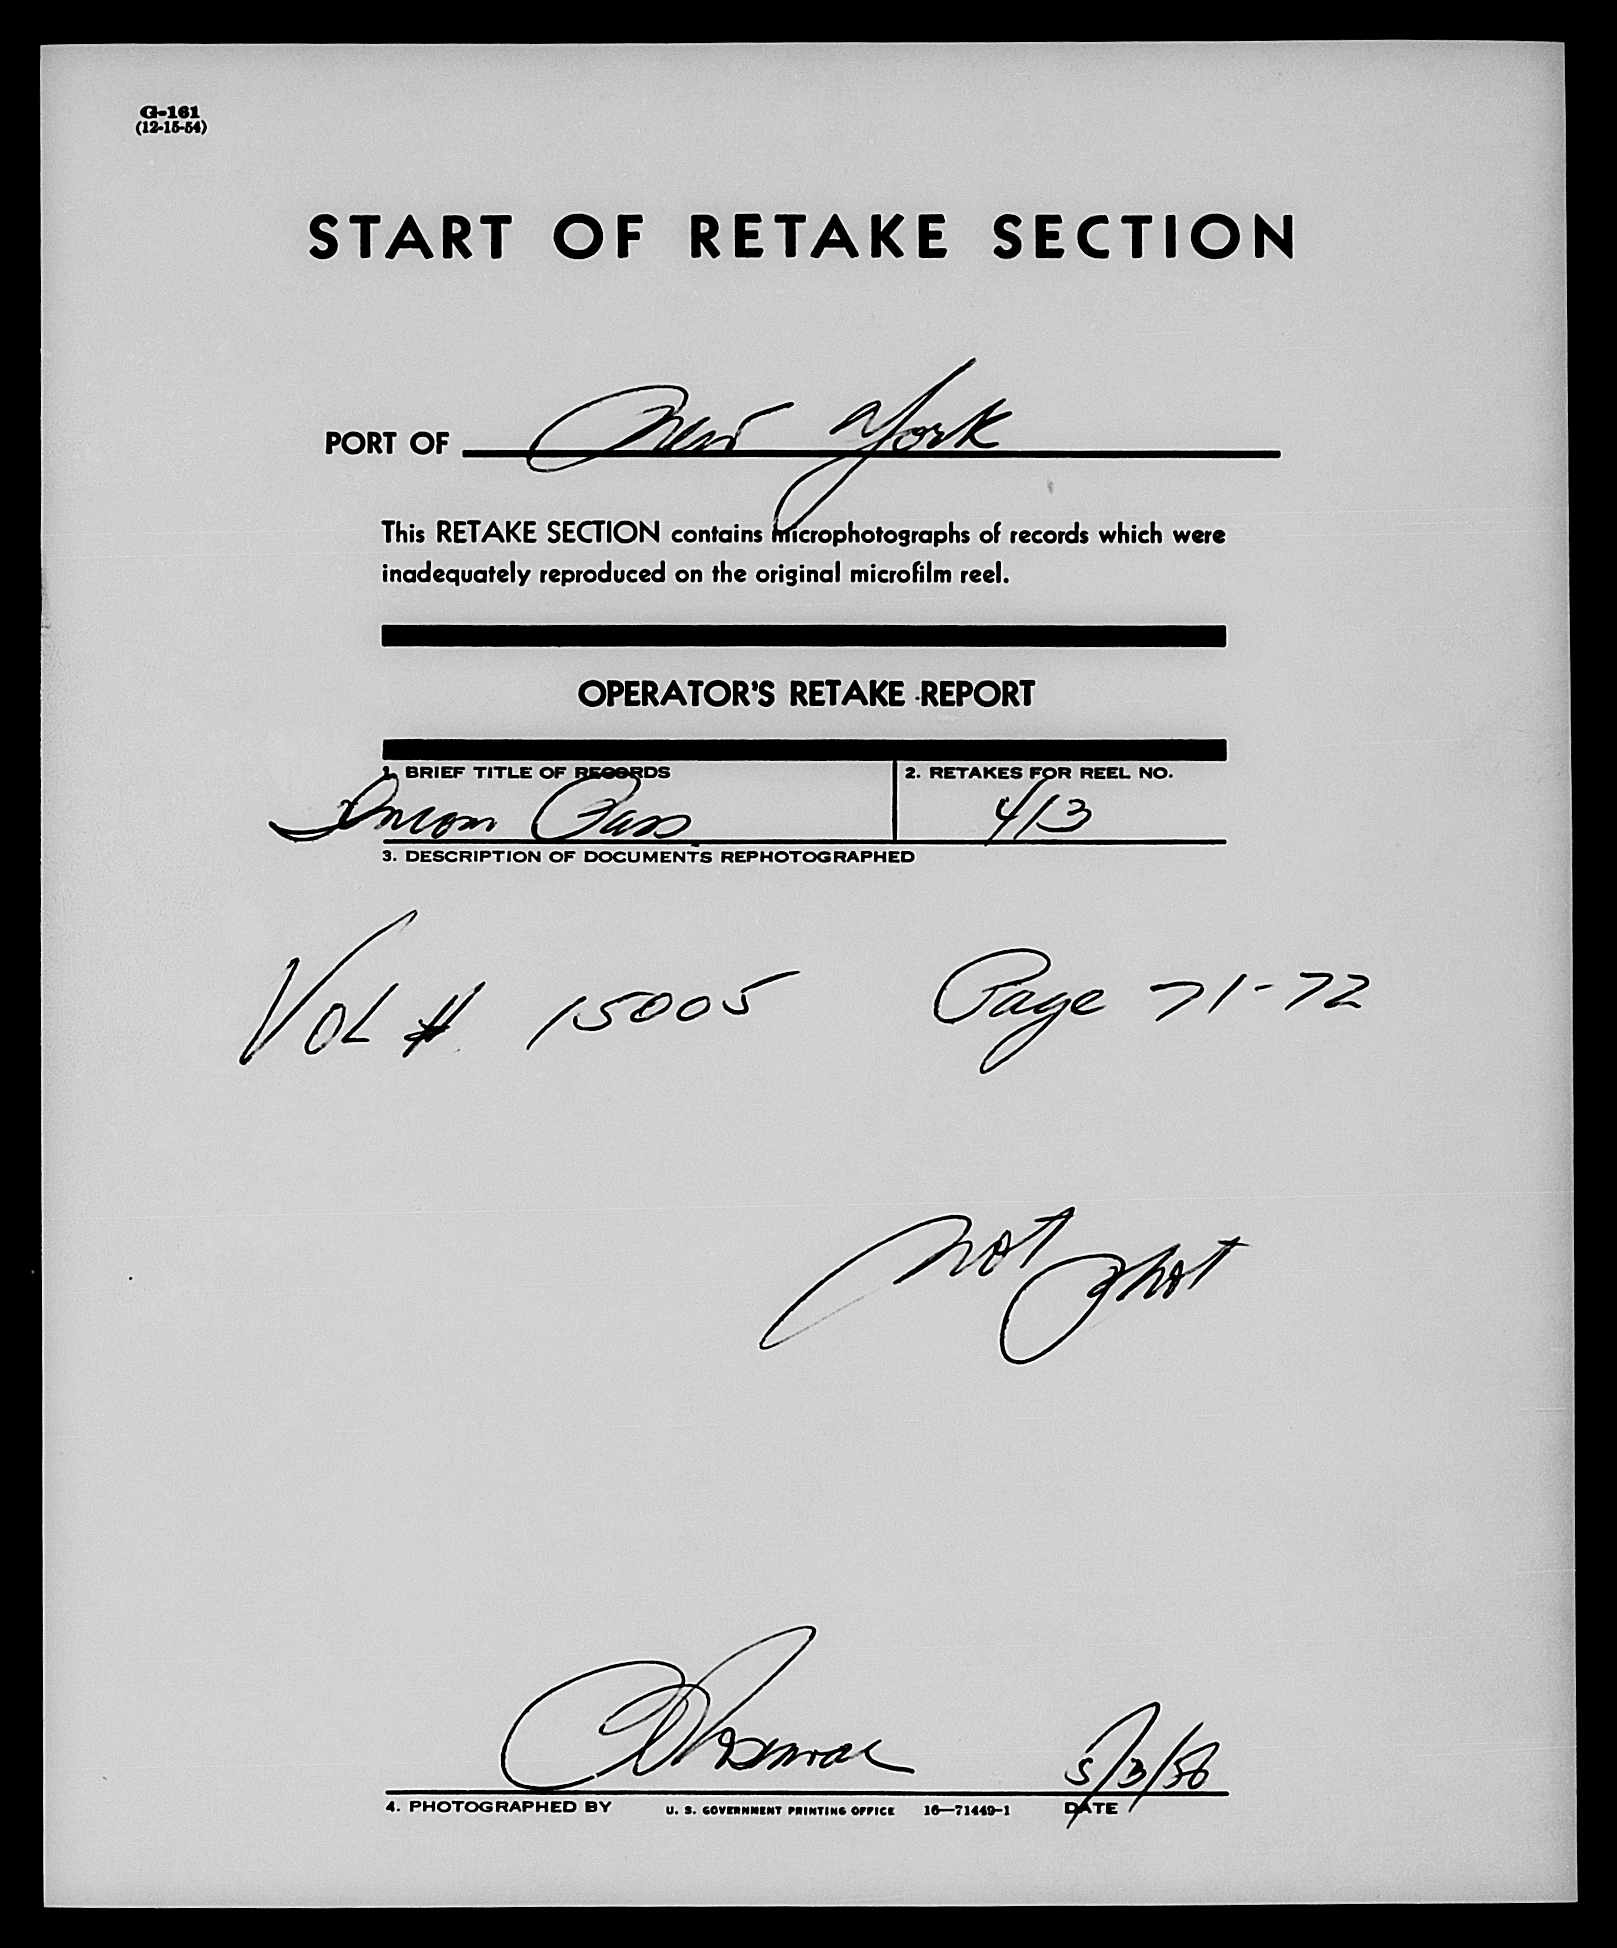 G-161
(12-15-54)
START OF RETAKE SECTION
PORT OF New York
This RETAKE SECTION contains microphotographs of records which were
inadequately reproduced on the original microfilm reel.
OPERATOR'S RETAKE REPORT
1. BRIEF TITLE OF RECORDS 2. RETAKES FOR REEL NO.
Incom Pass 413
3. DESCRIPTION OF DOCUMENTS REPHOTOGRAPHED
Vol # 15005 Page 71-72
not shot
5/3/56
4. PHOTOGRAPHED BY U. S. GOVERNMENT PRINTING OFFICE 16—71449-1 DATE